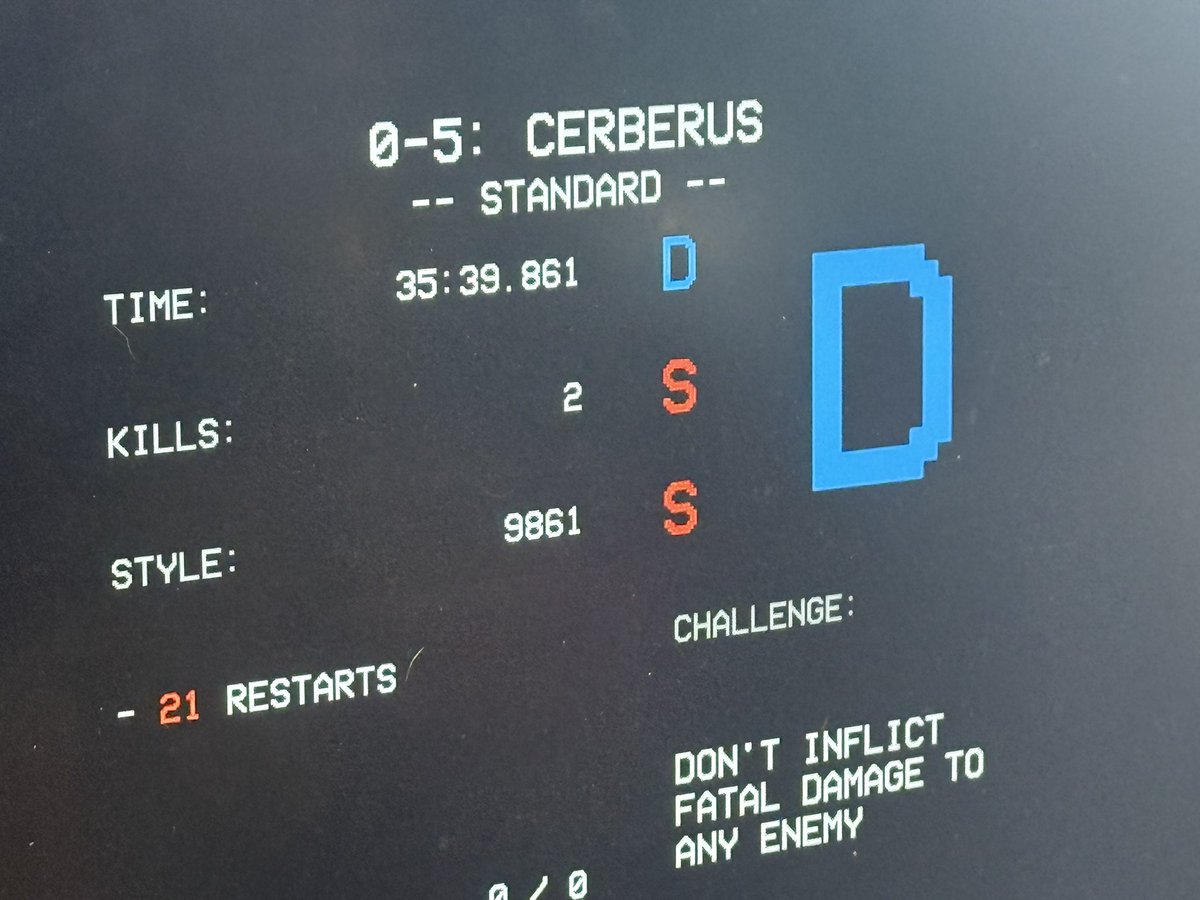 0-5: CERBERUS
-- STANDARD --
TIME: 35:39.861 D
KILLS: 2 S
STYLE: 9861 S
D
- 21 RESTARTS
CHALLENGE:
DON'T INFLICT
FATAL DAMAGE TO
ANY ENEMY
0 / 0